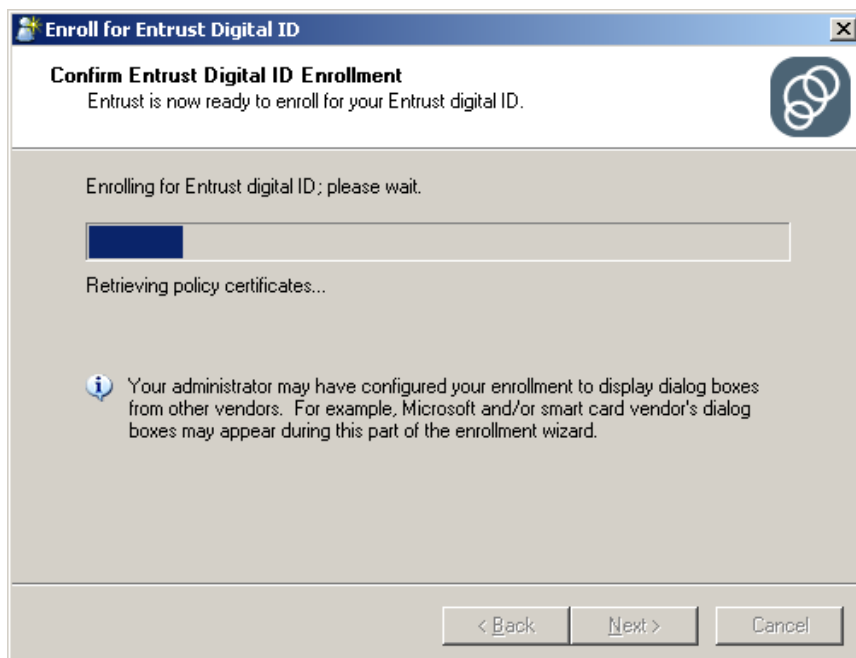 Enroll for Entrust Digital ID
Confirm Entrust Digital ID Enrollment
Entrust is now ready to enroll for your Entrust digital ID.
Enrolling for Entrust digital ID; please wait.
Retrieving policy certificates...
Your administrator may have configured your enrollment to display dialog boxes
from other vendors.  For example, Microsoft and/or smart card vendor's dialog
boxes may appear during this part of the enrollment wizard.
< Back
Next >
Cancel